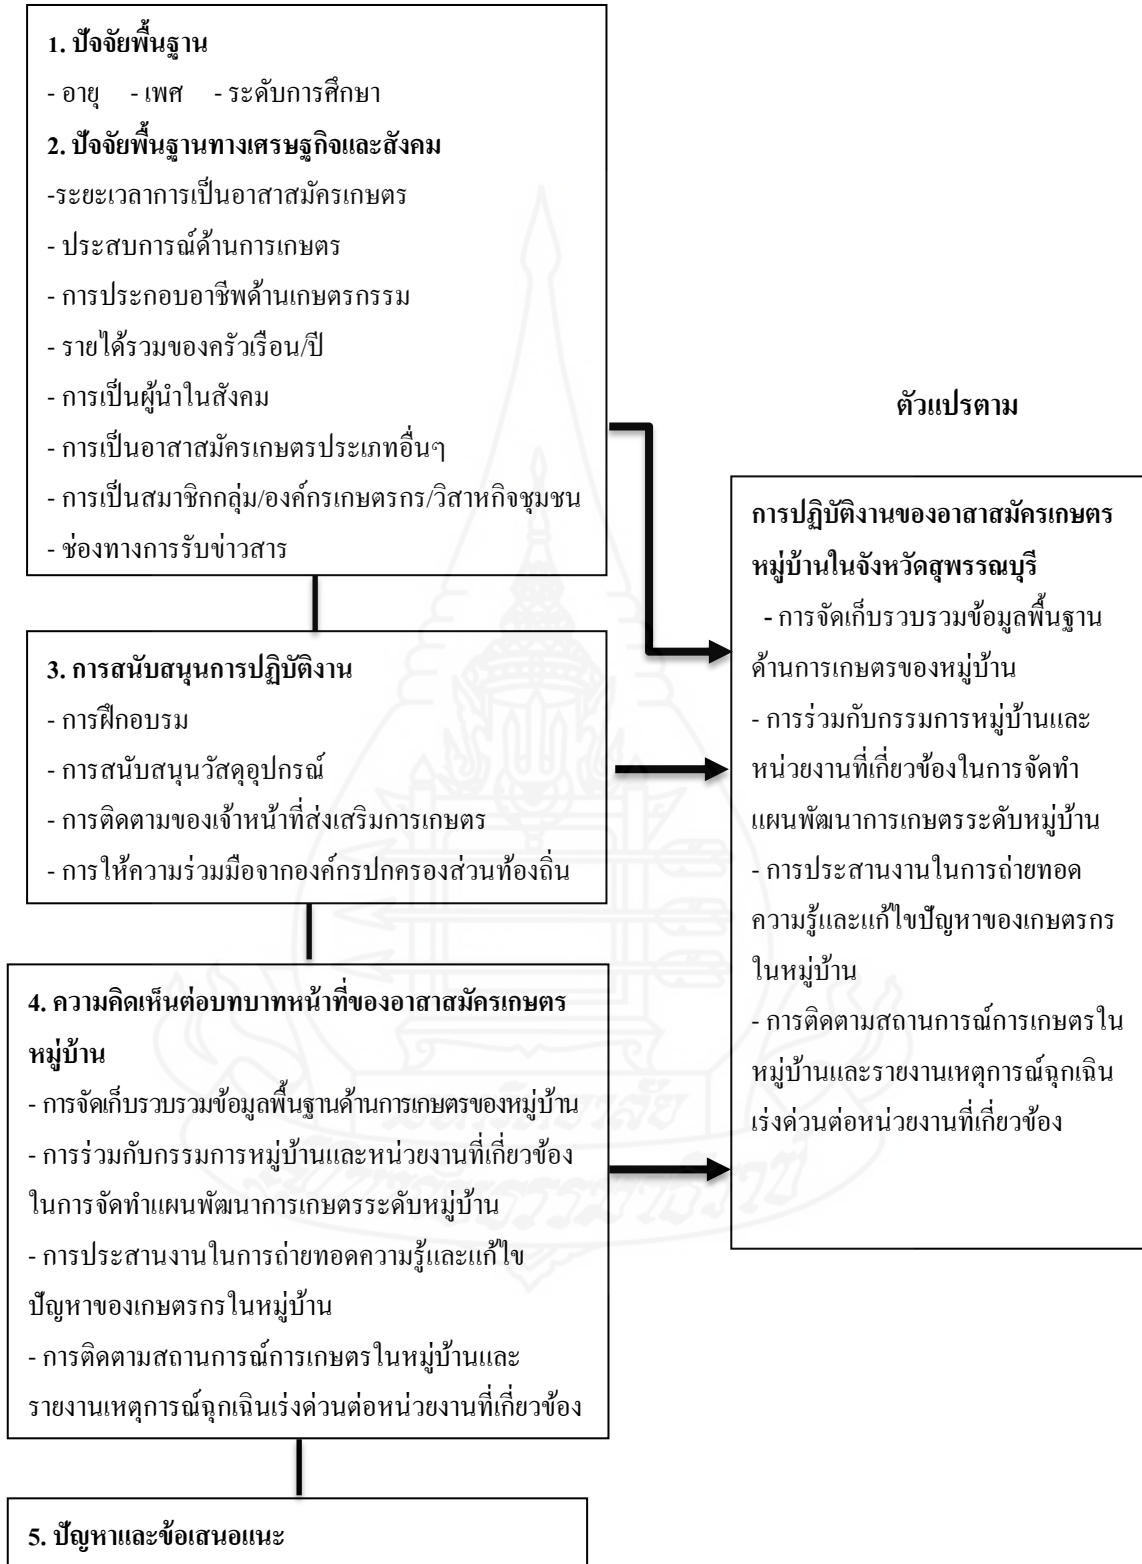 1. ปัจจัยพื้นฐาน
- อายุ - เพศ - ระดับการศึกษา
2. ปัจจัยพื้นฐานทางเศรษฐกิจและสังคม
-ระยะเวลาการเป็นอาสาสมัครเกษตร
- ประสบการณ์ด้านการเกษตร
- การประกอบอาชีพด้านเกษตรกรรม
- รายได้รวมของครัวเรือน/ปี
- การเป็นผู้นำในสังคม
- การเป็นอาสาสมัครเกษตรประเภทอื่นๆ
- การเป็นสมาชิกกลุ่ม/องค์กรเกษตรกร/วิสาหกิจชุมชน
- ช่องทางการรับข่าวสาร
3. การสนับสนุนการปฏิบัติงาน
- การฝึกอบรม
- การสนับสนุนวัสดุอุปกรณ์
- การติดตามของเจ้าหน้าที่ส่งเสริมการเกษตร
- การให้ความร่วมมือจากองค์กรปกครองส่วนท้องถิ่น
4. ความคิดเห็นต่อบทบาทหน้าที่ของอาสาสมัครเกษตร
หมู่บ้าน
- การจัดเก็บรวบรวมข้อมูลพื้นฐานด้านการเกษตรของหมู่บ้าน
- การร่วมกับกรรมการหมู่บ้านและหน่วยงานที่เกี่ยวข้อง
ในการจัดทำแผนพัฒนาการเกษตรระดับหมู่บ้าน
- การประสานงานในการถ่ายทอดความรู้และแก้ไข
ปัญหาของเกษตรกรในหมู่บ้าน
- การติดตามสถานการณ์การเกษตรในหมู่บ้านและ
รายงานเหตุการณ์ฉุกเฉินเร่งด่วนต่อหน่วยงานที่เกี่ยวข้อง
5. ปัญหาและข้อเสนอแนะ
ตัวแปรตาม
การปฏิบัติงานของอาสาสมัครเกษตร
หมู่บ้านในจังหวัดสุพรรณบุรี
- การจัดเก็บรวบรวมข้อมูลพื้นฐาน
ด้านการเกษตรของหมู่บ้าน
- การร่วมกับกรรมการหมู่บ้านและ
หน่วยงานที่เกี่ยวข้องในการจัดทำ
แผนพัฒนาการเกษตรระดับหมู่บ้าน
- การประสานงานในการถ่ายทอด
ความรู้และแก้ไขปัญหาของเกษตรกร
ในหมู่บ้าน
- การติดตามสถานการณ์การเกษตรใน
หมู่บ้านและรายงานเหตุการณ์ฉุกเฉิน
เร่งด่วนต่อหน่วยงานที่เกี่ยวข้อง